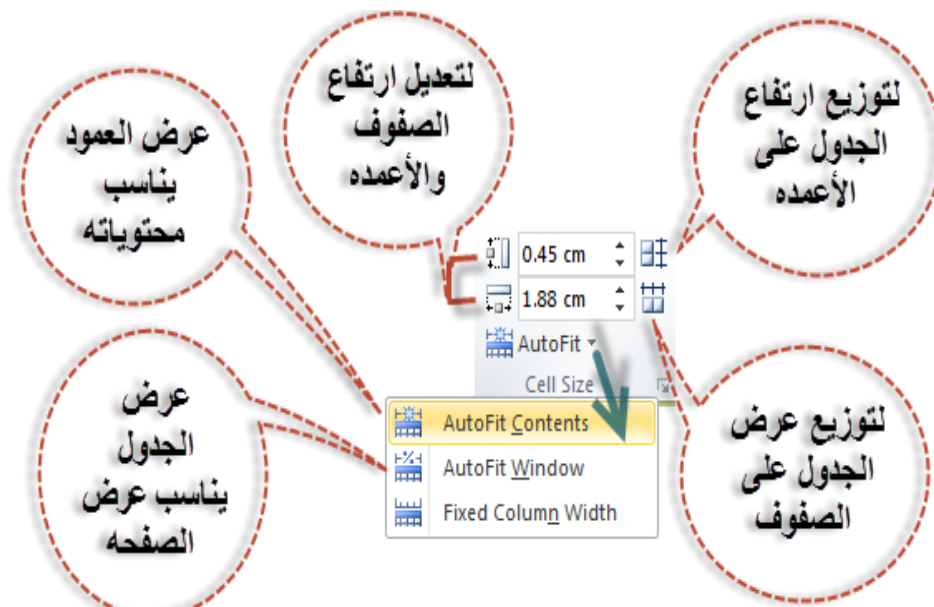 لتعديل ارتفاع
الصفوف
والأعمده
لتوزيع ارتفاع
الجدول على
الأعمده
عرض العمود
يناسب
محتوياته
0.45 cm
1.88 cm
AutoFit
Cell Size
AutoFit Contents
AutoFit Window
Fixed Column Width
عرض
الجدول
يناسب عرض
الصفحه
لتوزيع عرض
الجدول على
الصفوف